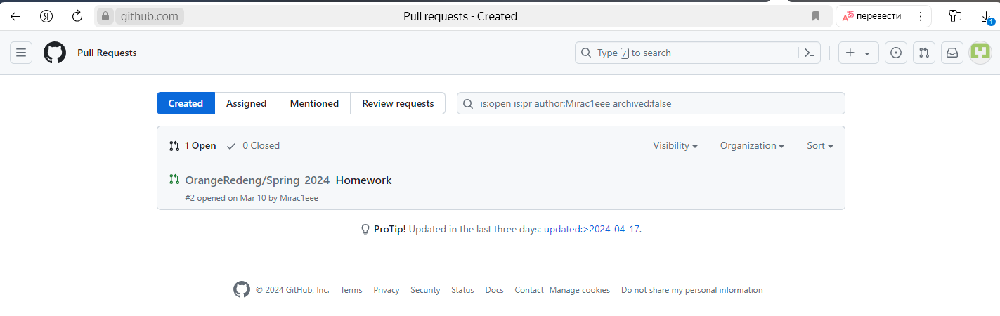 Я github.com Pull requests - Created перевести 1
Pull Requests Type / to search
Created Assigned Mentioned Review requests is:open is:pr author:Mirac1eee archived:false
1 Open 0 Closed Visibility Organization Sort
OrangeRedeng/Spring_2024 Homework
#2 opened on Mar 10 by Mirac1eee
ProTip! Updated in the last three days: updated:>2024-04-17.
© 2024 GitHub, Inc. Terms Privacy Security Status Docs Contact Manage cookies Do not share my personal information